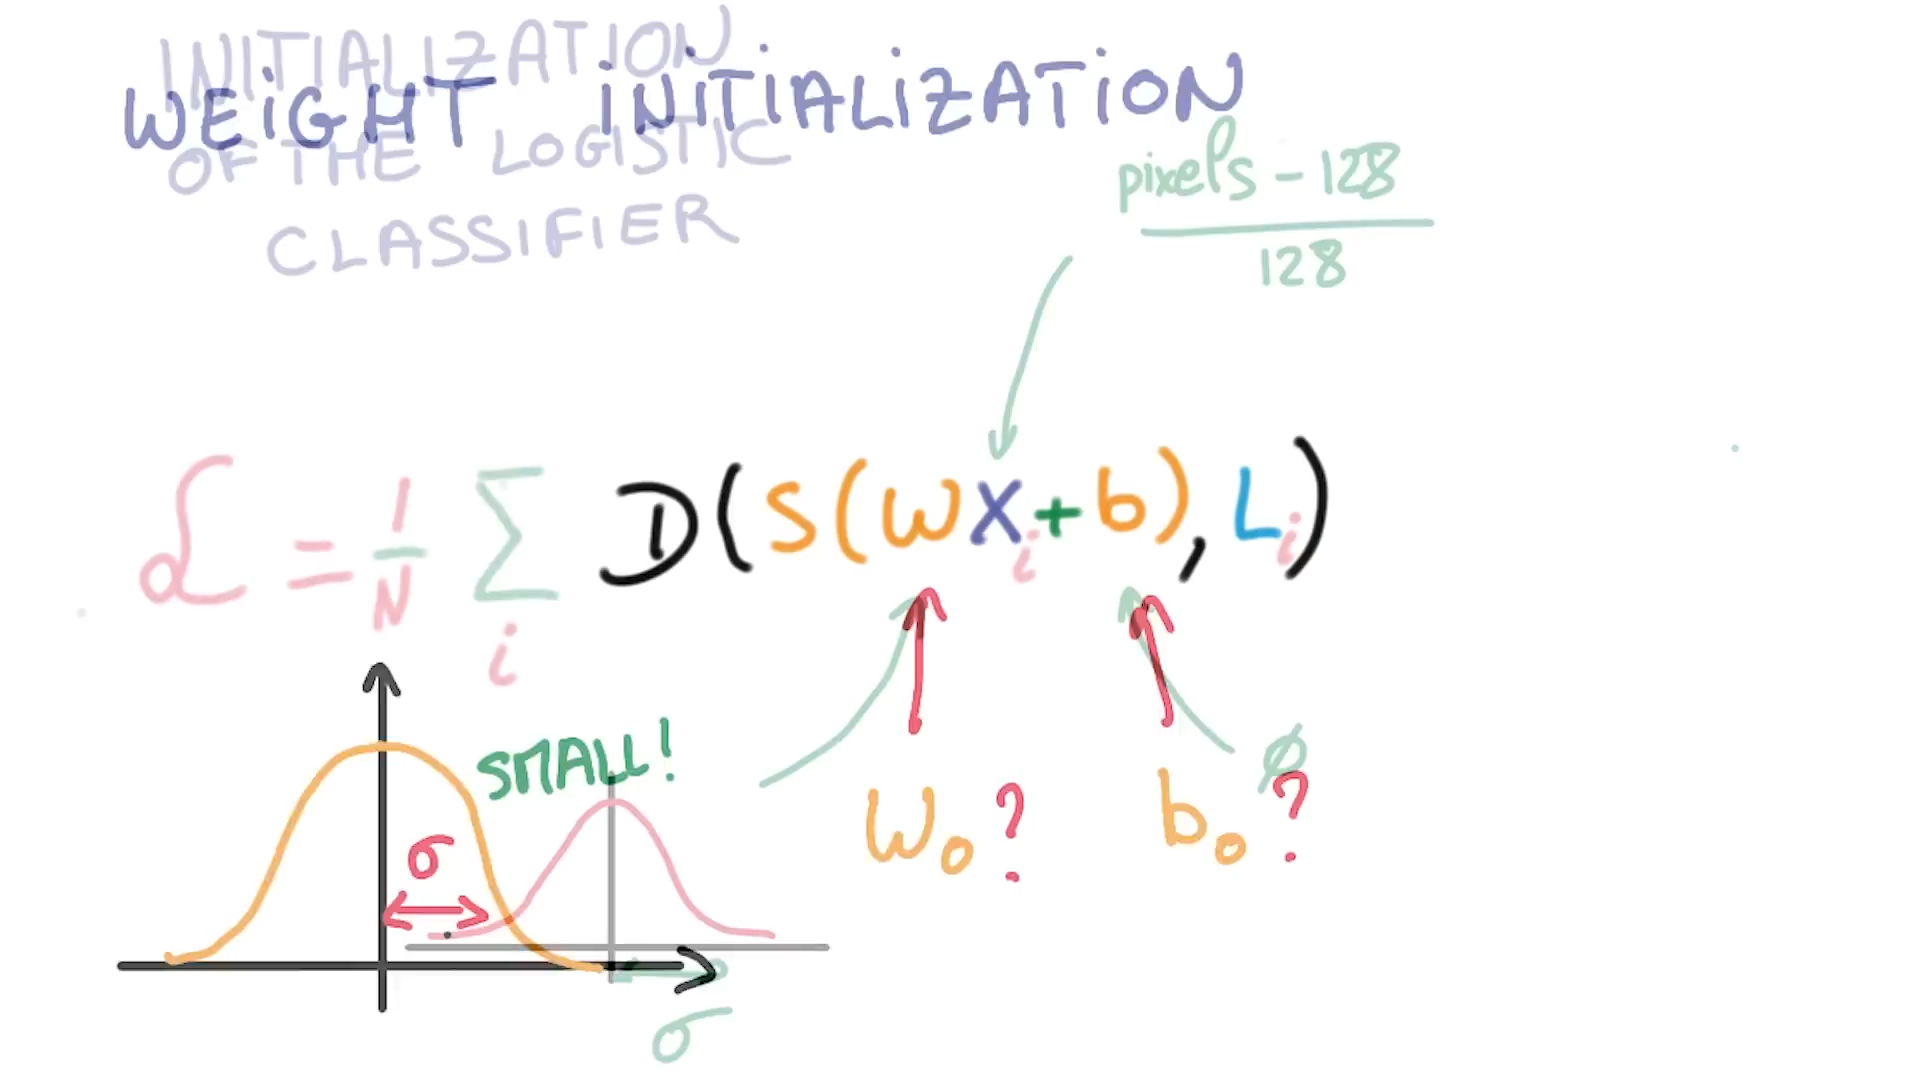 INITIALIZATION
WEIGHT INITIALIZATION
OF THE LOGISTIC
CLASSIFIER
pixels - 128
128
ℒ = 1/N Σ i D(S(wXi+b), Li)
SMALL!
σ
W0 ?
b0 ?
ϕ
σ